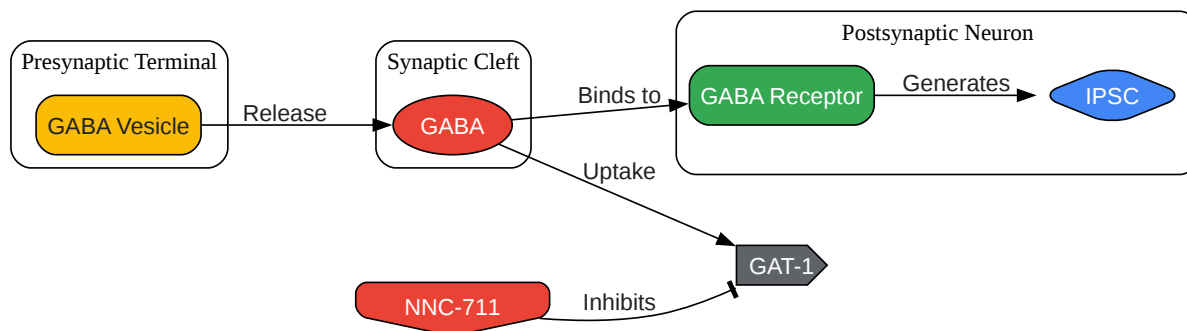 Presynaptic Terminal
GABA Vesicle
Release
Synaptic Cleft
GABA
Binds to
Uptake
Postsynaptic Neuron
GABA Receptor
Generates
IPSC
GAT-1
NNC-711
Inhibits